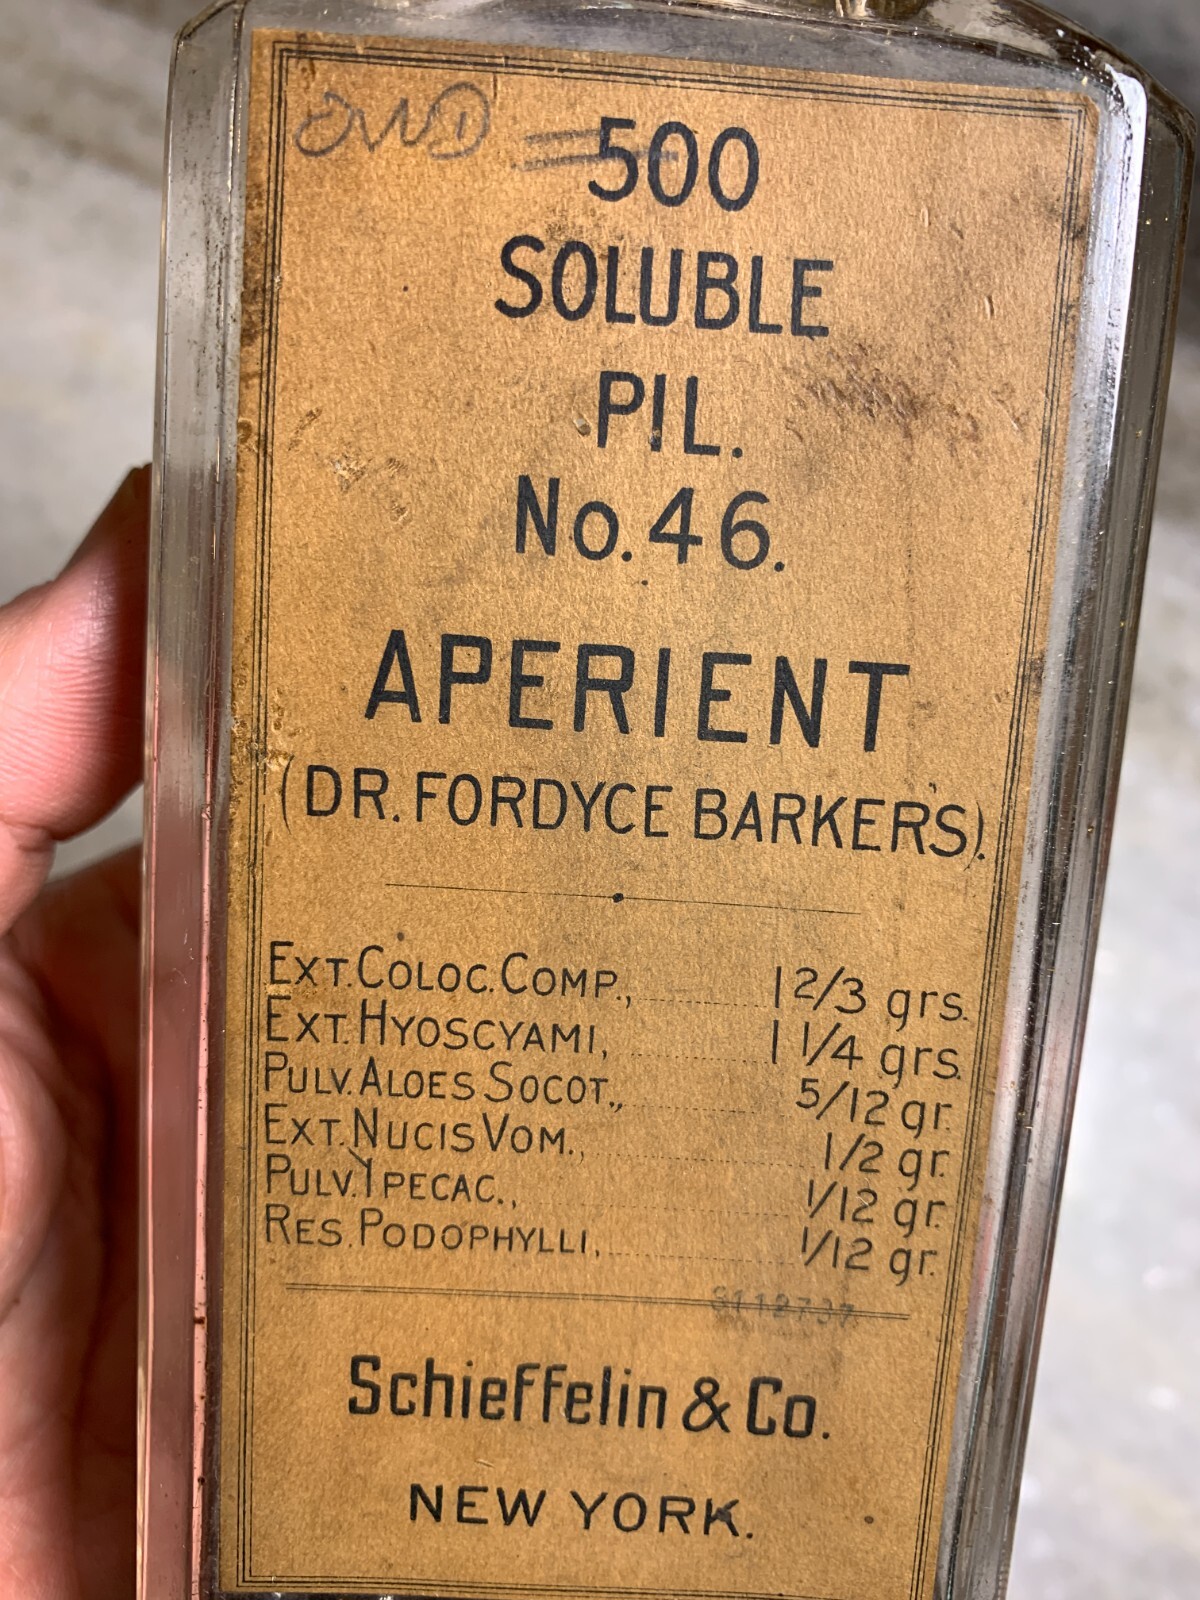 500
SOLUBLE
PIL.
No. 46.
APERIENT
(DR. FORDYCE BARKER'S).
EXT. COLOC. COMP., 1 2/3 grs.
EXT. HYOSCYAMI, 1 1/4 grs.
PULV. ALOES SOCOT., 5/12 gr.
EXT. NUCIS VOM., 1/2 gr.
PULV. IPECAC., 1/12 gr.
RES. PODOPHYLLI, 1/12 gr.
Schieffelin & Co.
NEW YORK.